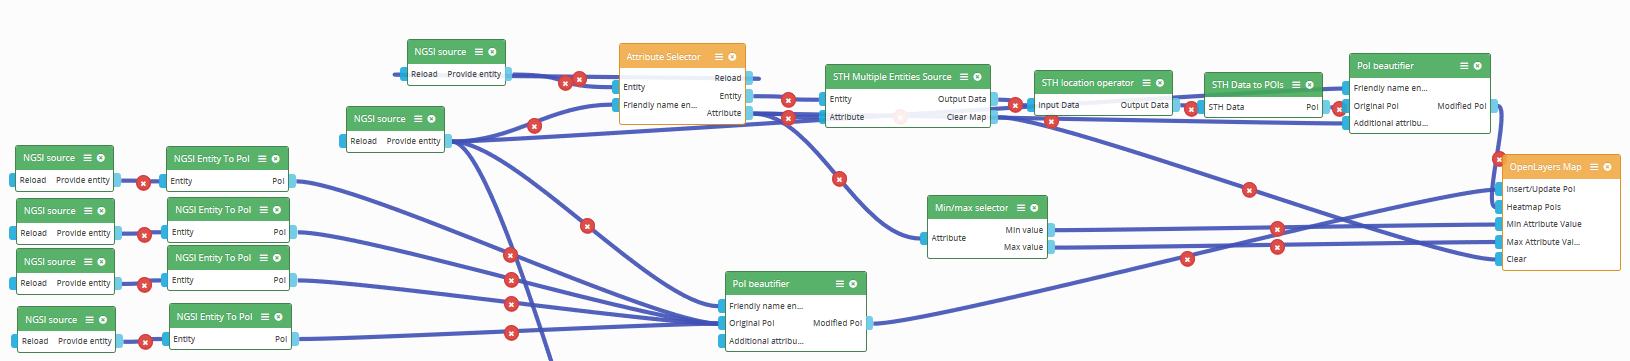 NGSI source
Reload Provide entity
Attribute Selector
Reload
Entity
Entity
Friendly name en...
Attribute
NGSI source
Reload Provide entity
STH Multiple Entities Source
Entity Output Data
Attribute Clear Map
STH location operator
Input Data Output Data
STH Data to POIs
STH Data PoI
PoI beautifier
Friendly name en...
Original PoI Modified PoI
Additional attribu...
NGSI source
Reload Provide entity
NGSI Entity To PoI
Entity PoI
NGSI source
Reload Provide entity
NGSI Entity To PoI
Entity PoI
NGSI source
Reload Provide entity
NGSI Entity To PoI
Entity PoI
NGSI source
Reload Provide entity
NGSI Entity To PoI
Entity PoI
PoI beautifier
Friendly name en...
Original PoI Modified PoI
Additional attribu...
Min/max selector
Min value
Attribute
Max value
OpenLayers Map
Insert/Update PoI
Heatmap PoIs
Min Attribute Value
Max Attribute Val...
Clear